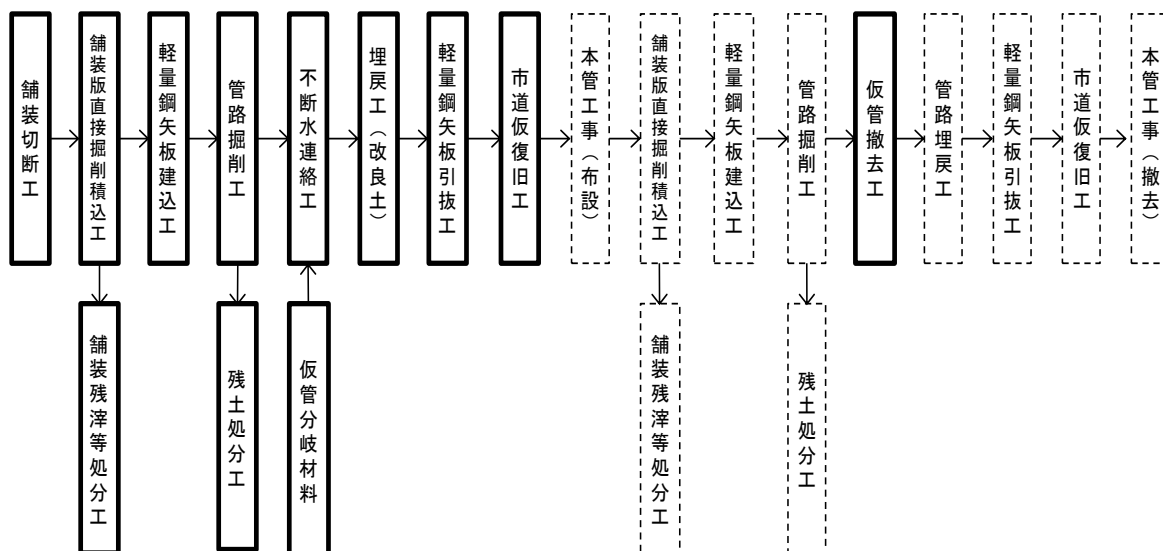 舗装切断工
舗装版直接掘削積込工
軽量鋼矢板建込工
管路掘削工
不断水連絡工
埋戻工（改良土）
軽量鋼矢板引抜工
市道仮復旧工
本管工事（布設）
舗装版直接掘削積込工
軽量鋼矢板建込工
管路掘削工
仮管撤去工
管路埋戻工
軽量鋼矢板引抜工
市道仮復旧工
本管工事（撤去）
舗装残滓等処分工
残土処分工
仮管分岐材料
舗装残滓等処分工
残土処分工